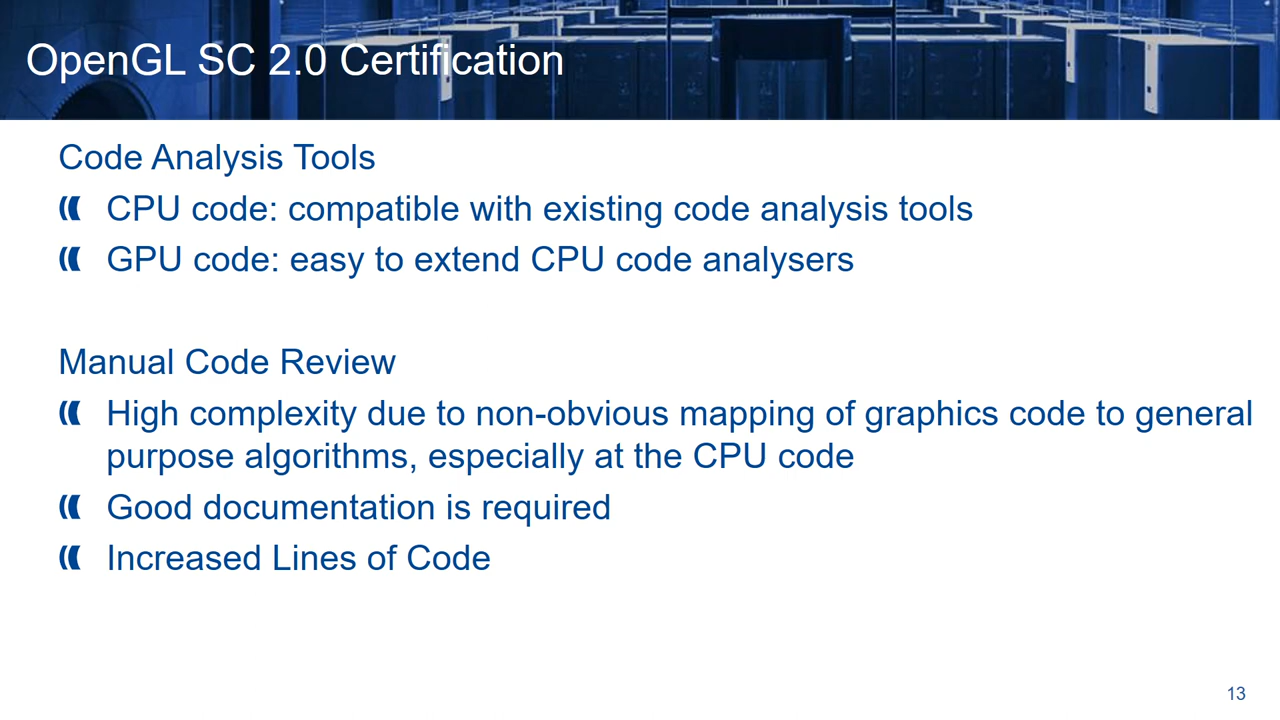 OpenGL SC 2.0 Certification
Code Analysis Tools
CPU code: compatible with existing code analysis tools
GPU code: easy to extend CPU code analysers
Manual Code Review
High complexity due to non-obvious mapping of graphics code to general
purpose algorithms, especially at the CPU code
Good documentation is required
Increased Lines of Code
13